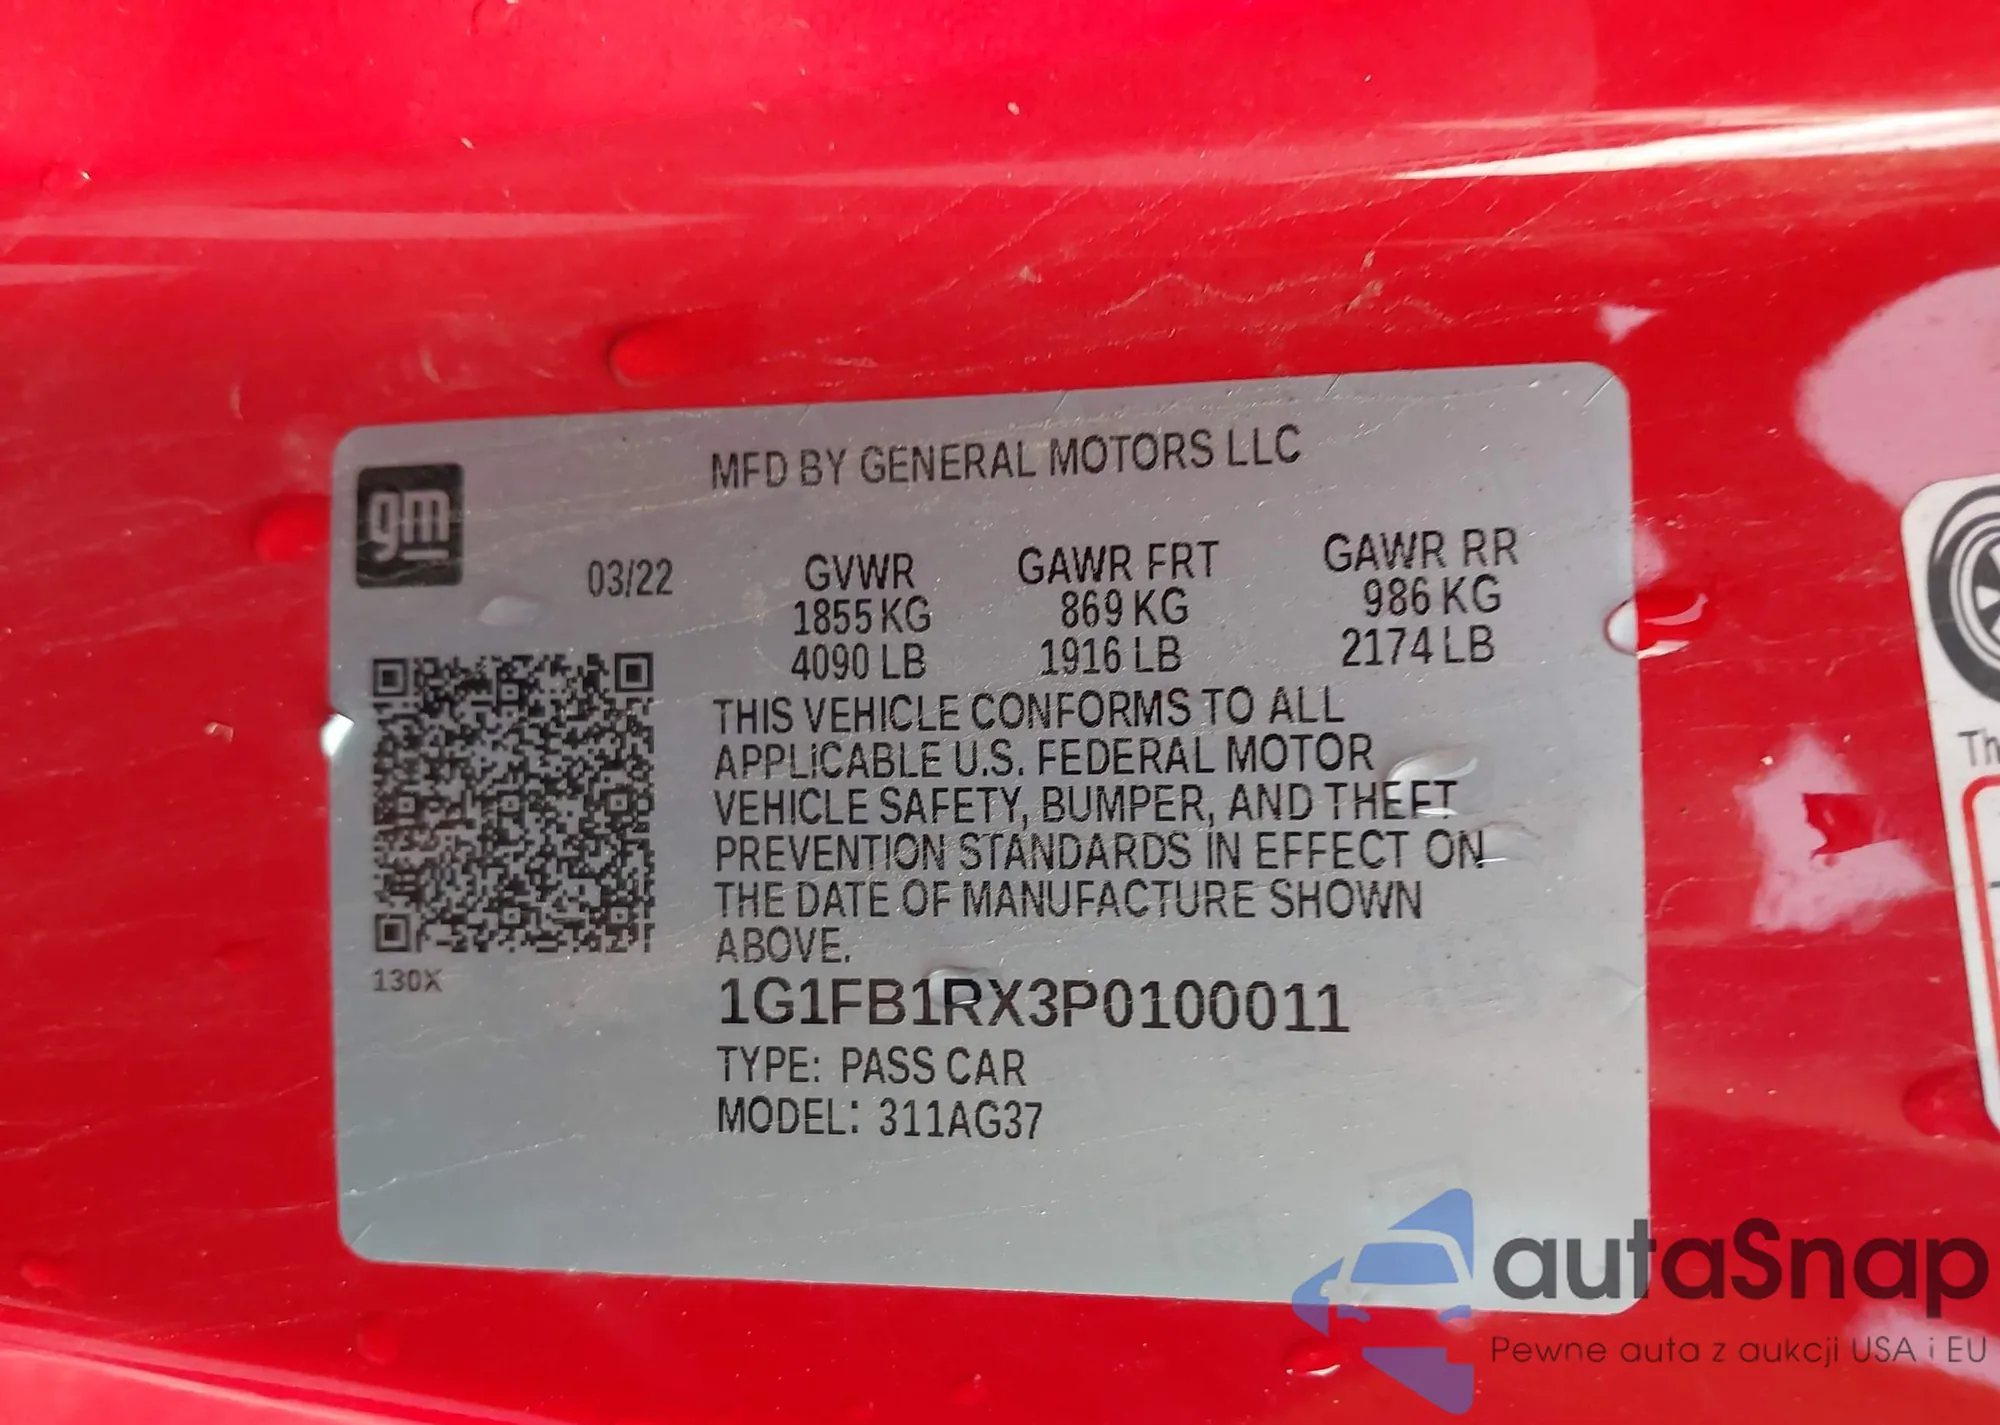 MFD BY GENERAL MOTORS LLC
gm
03/22
GVWR GAWR FRT GAWR RR
1855 KG 869 KG 986 KG
4090 LB 1916 LB 2174 LB
THIS VEHICLE CONFORMS TO ALL
APPLICABLE U.S. FEDERAL MOTOR
VEHICLE SAFETY, BUMPER, AND THEFT
PREVENTION STANDARDS IN EFFECT ON
THE DATE OF MANUFACTURE SHOWN
ABOVE.
130X
1G1FB1RX3P0100011
TYPE: PASS CAR
MODEL: 311AG37
autaSnap
Pewne auta z aukcji USA i EU